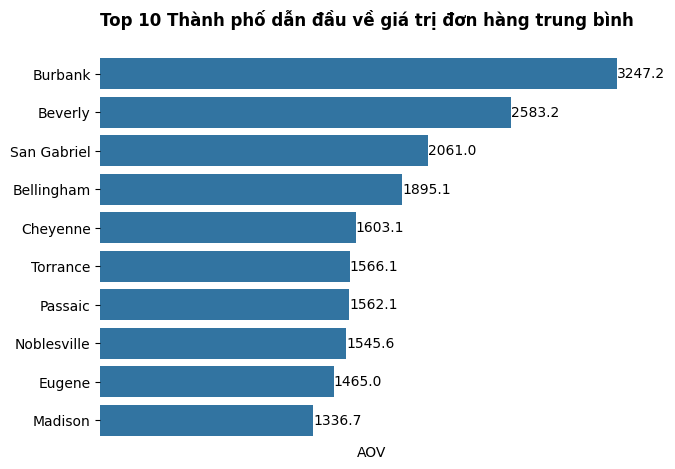 Top 10 Thành phố dẫn đầu về giá trị đơn hàng trung bình
Burbank 3247.2
Beverly 2583.2
San Gabriel 2061.0
Bellingham 1895.1
Cheyenne 1603.1
Torrance 1566.1
Passaic 1562.1
Noblesville 1545.6
Eugene 1465.0
Madison 1336.7
AOV